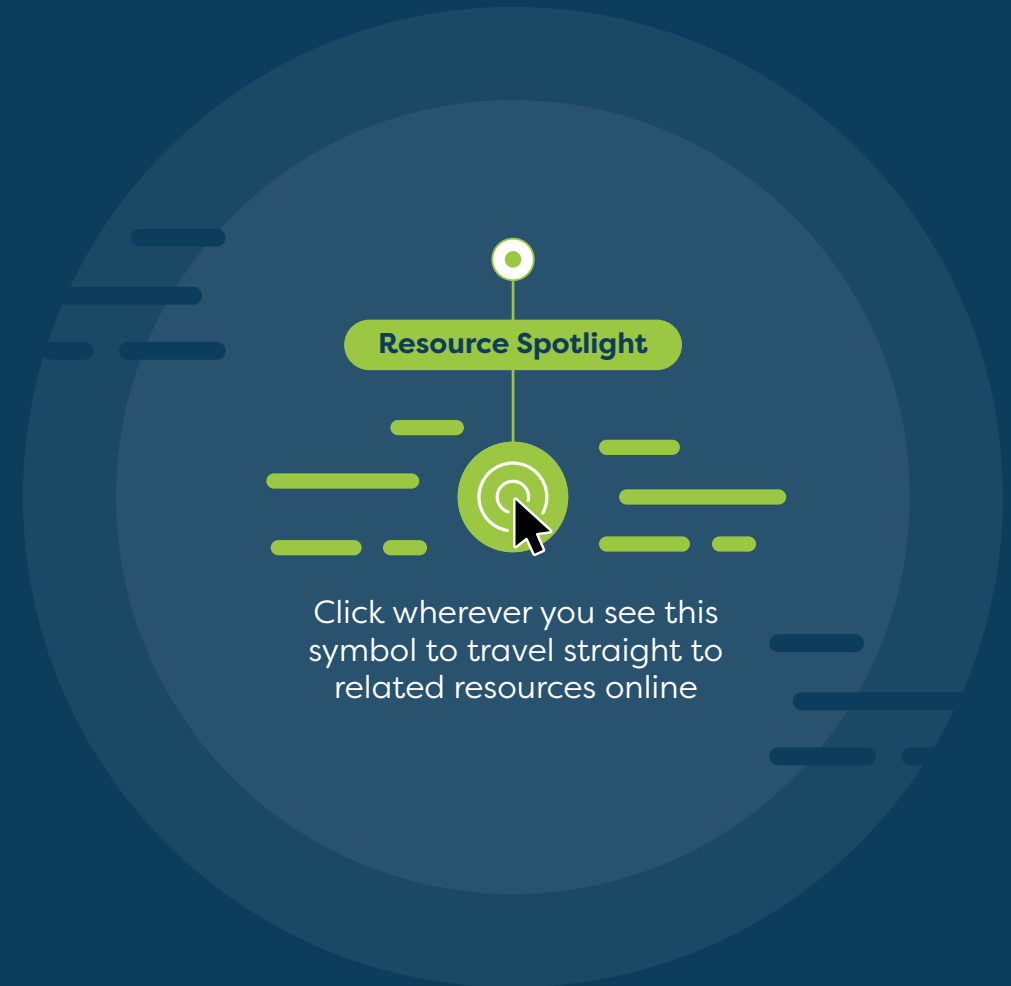 Resource Spotlight
Click wherever you see this
symbol to travel straight to
related resources online